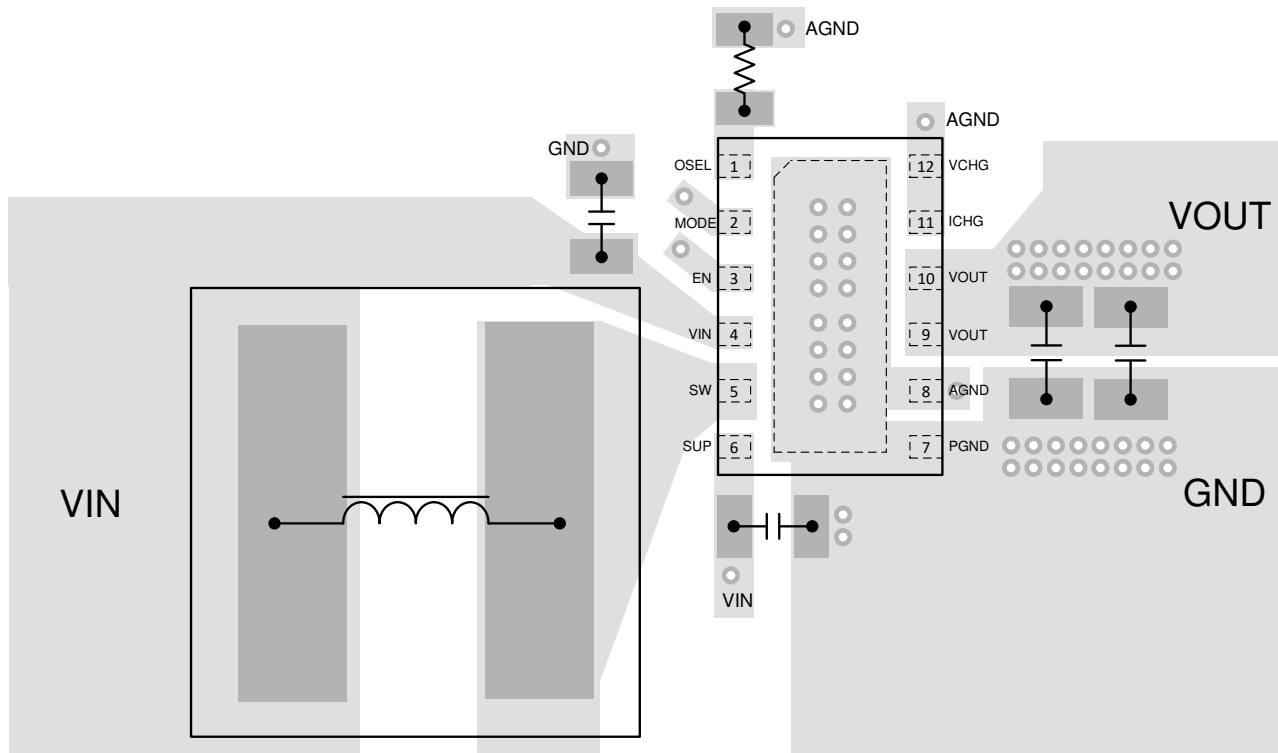 AGND
AGND
GND
OSEL 1 12 VCHG
MODE 2 11 ICHG
VOUT
EN 3 10 VOUT
VIN 4 9 VOUT
SW 5 8 AGND
SUP 6 7 PGND
VIN
GND
VIN